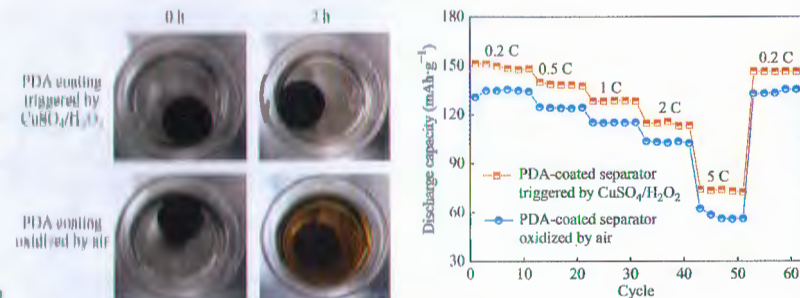 0 h
2 h
PDA coating
triggered by
CuSO₄/H₂O₂
PDA coating
oxidized by air
Discharge capacity (mAh·g⁻¹)
180
150
120
90
60
30
0.2 C
0.5 C
1 C
2 C
5 C
0.2 C
PDA-coated separator
triggered by CuSO₄/H₂O₂
PDA-coated separator
oxidized by air
0
10
20
30
40
50
60
Cycle